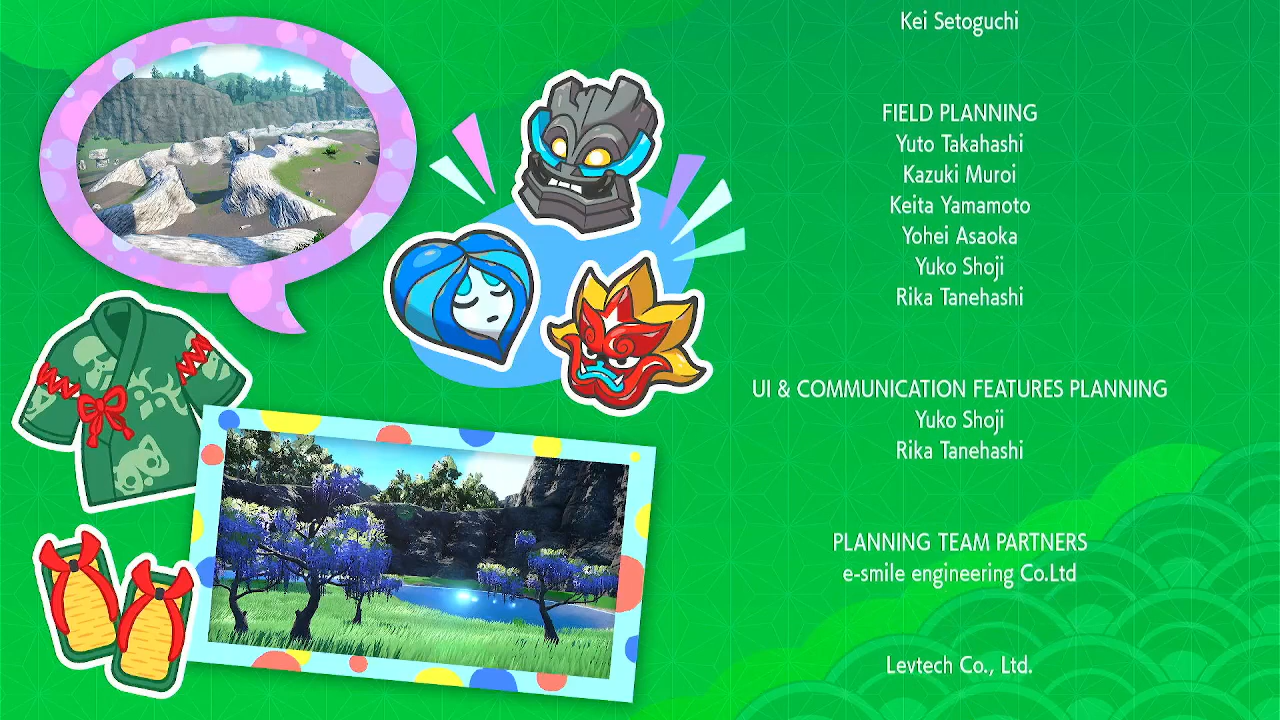 Kei Setoguchi
FIELD PLANNING
Yuto Takahashi
Kazuki Muroi
Keita Yamamoto
Yohei Asaoka
Yuko Shoji
Rika Tanehashi
UI & COMMUNICATION FEATURES PLANNING
Yuko Shoji
Rika Tanehashi
PLANNING TEAM PARTNERS
e-smile engineering Co.Ltd
Levtech Co., Ltd.